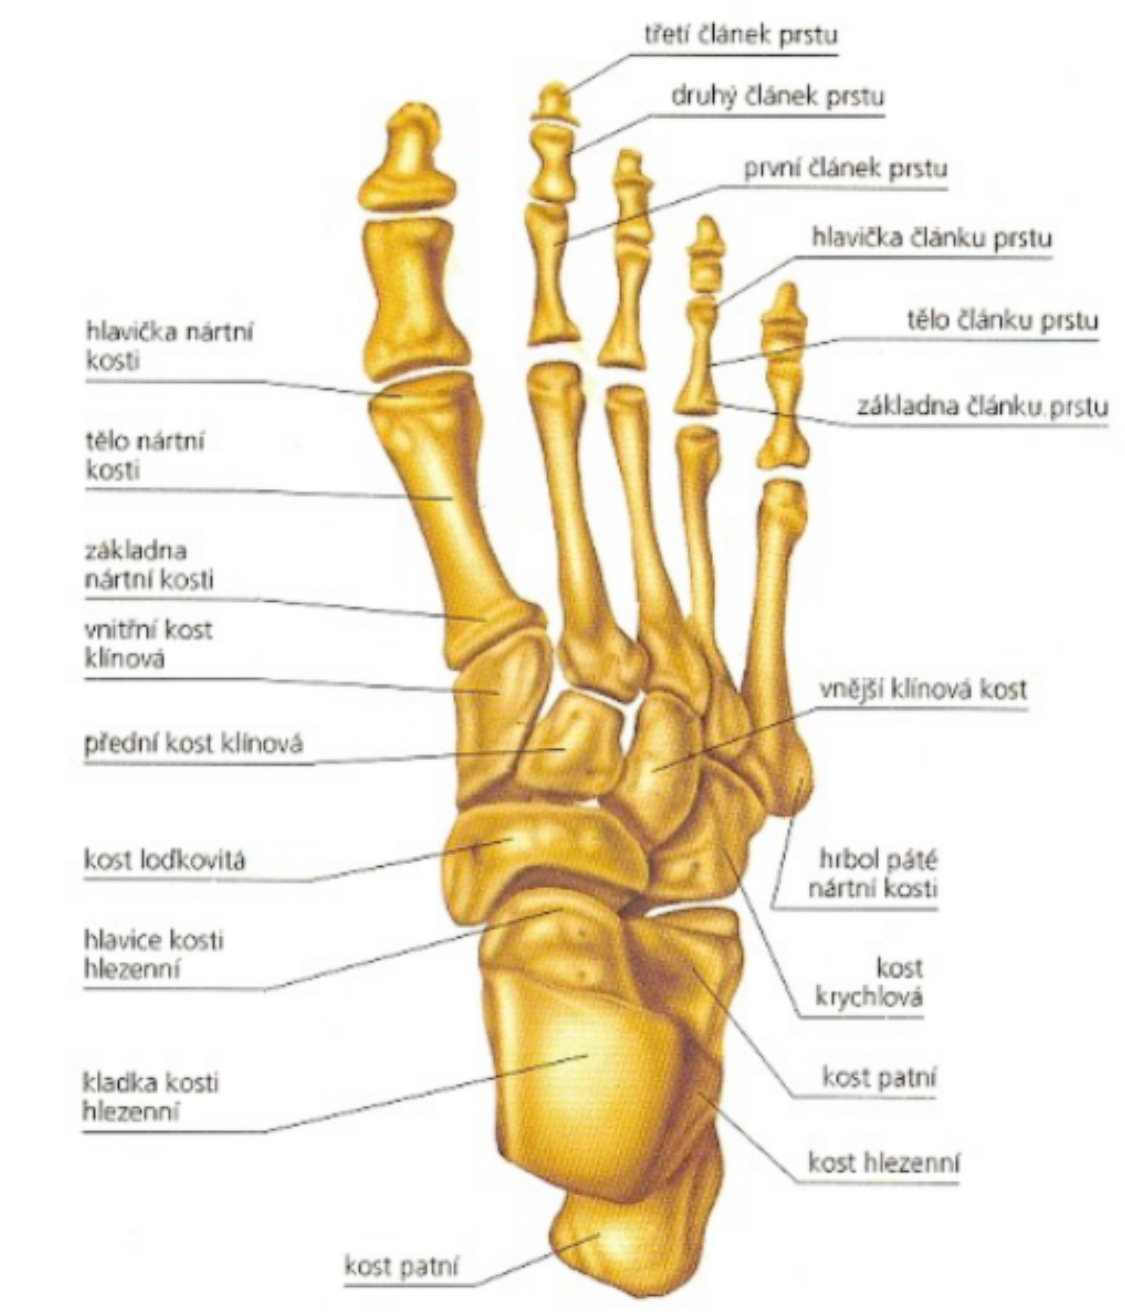 třetí článek prstu
druhý článek prstu
první článek prstu
hlavička článku prstu
tělo článku prstu
základna článku prstu
hlavička nártní
kosti
tělo nártní
kosti
základna
nártní kosti
vnitřní kost
klínová
přední kost klínová
kost loďkovitá
hlavice kosti
hlezenní
kladka kosti
hlezenní
kost patní
vnější klínová kost
hrbol páté
nártní kosti
kost
krychlová
kost patní
kost hlezenní